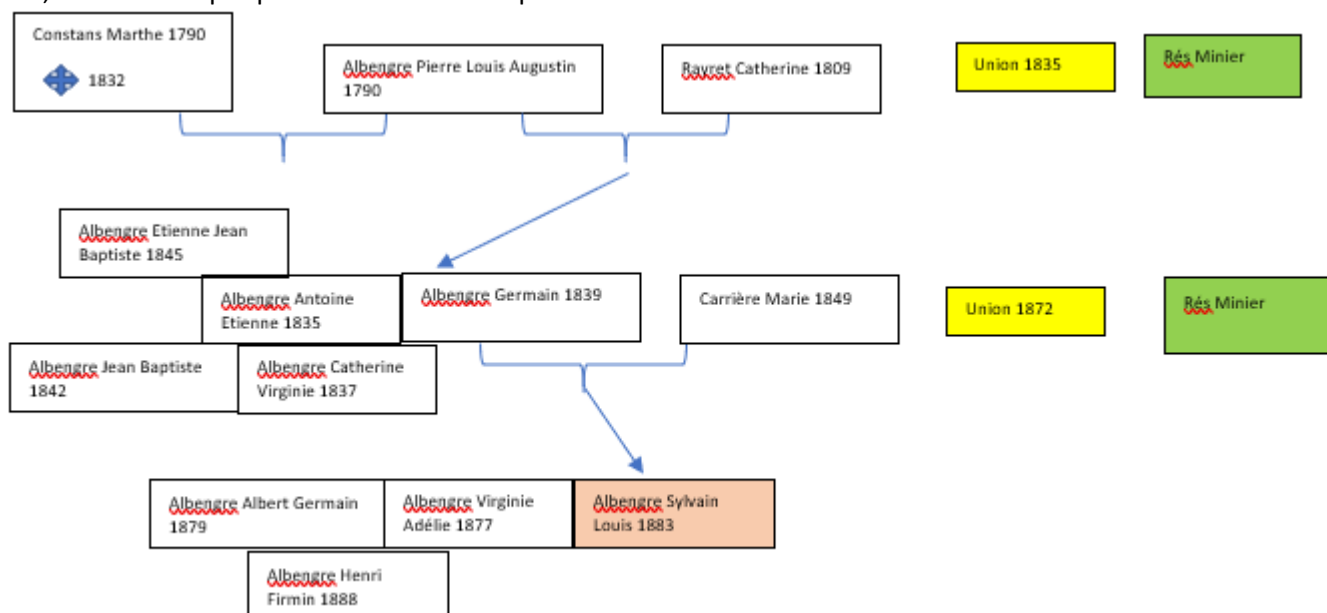 Constans Marthe 1790
1832
Albengre Pierre Louis Augustin
1790
Rayret Catherine 1809
Union 1835
Rés Minier
Albengre Etienne Jean
Baptiste 1845
Albengre Antoine
Etienne 1835
Albengre Germain 1839
Carrière Marie 1849
Union 1872
Rés Minier
Albengre Jean Baptiste
1842
Albengre Catherine
Virginie 1837
Albengre Albert Germain
1879
Albengre Virginie
Adélie 1877
Albengre Sylvain
Louis 1883
Albengre Henri
Firmin 1888